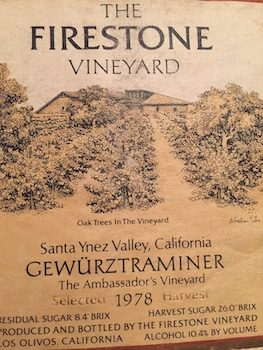 THE
FIRESTONE
VINEYARD
Oak Trees In The Vineyard
Santa Ynez Valley, California
GEWÜRZTRAMINER
The Ambassador's Vineyard
Selected 1978 Harvest
RESIDUAL SUGAR 8.4° BRIX HARVEST SUGAR 26.0° BRIX
PRODUCED AND BOTTLED BY THE FIRESTONE VINEYARD
LOS OLIVOS, CALIFORNIA ALCOHOL 10.4% BY VOLUME